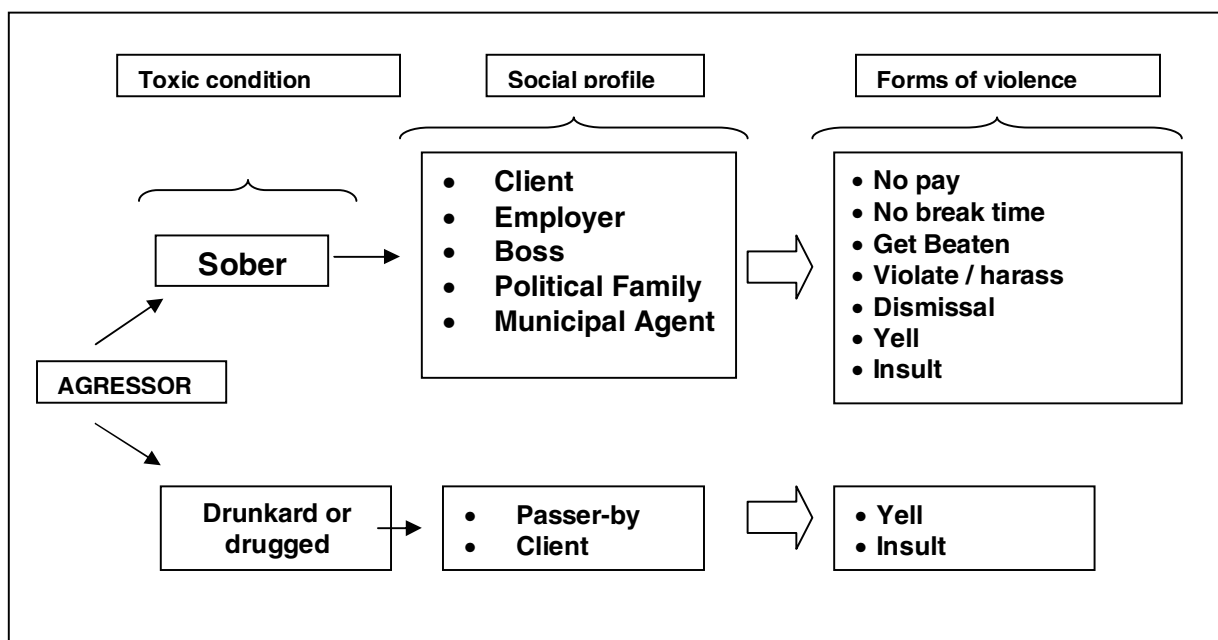 Toxic condition
Social profile
Forms of violence
• Client
• Employer
• Boss
• Political Family
• Municipal Agent
• No pay
• No break time
• Get Beaten
• Violate / harass
• Dismissal
• Yell
• Insult
Sober
AGRESSOR
Drunkard or
drugged
• Passer-by
• Client
• Yell
• Insult